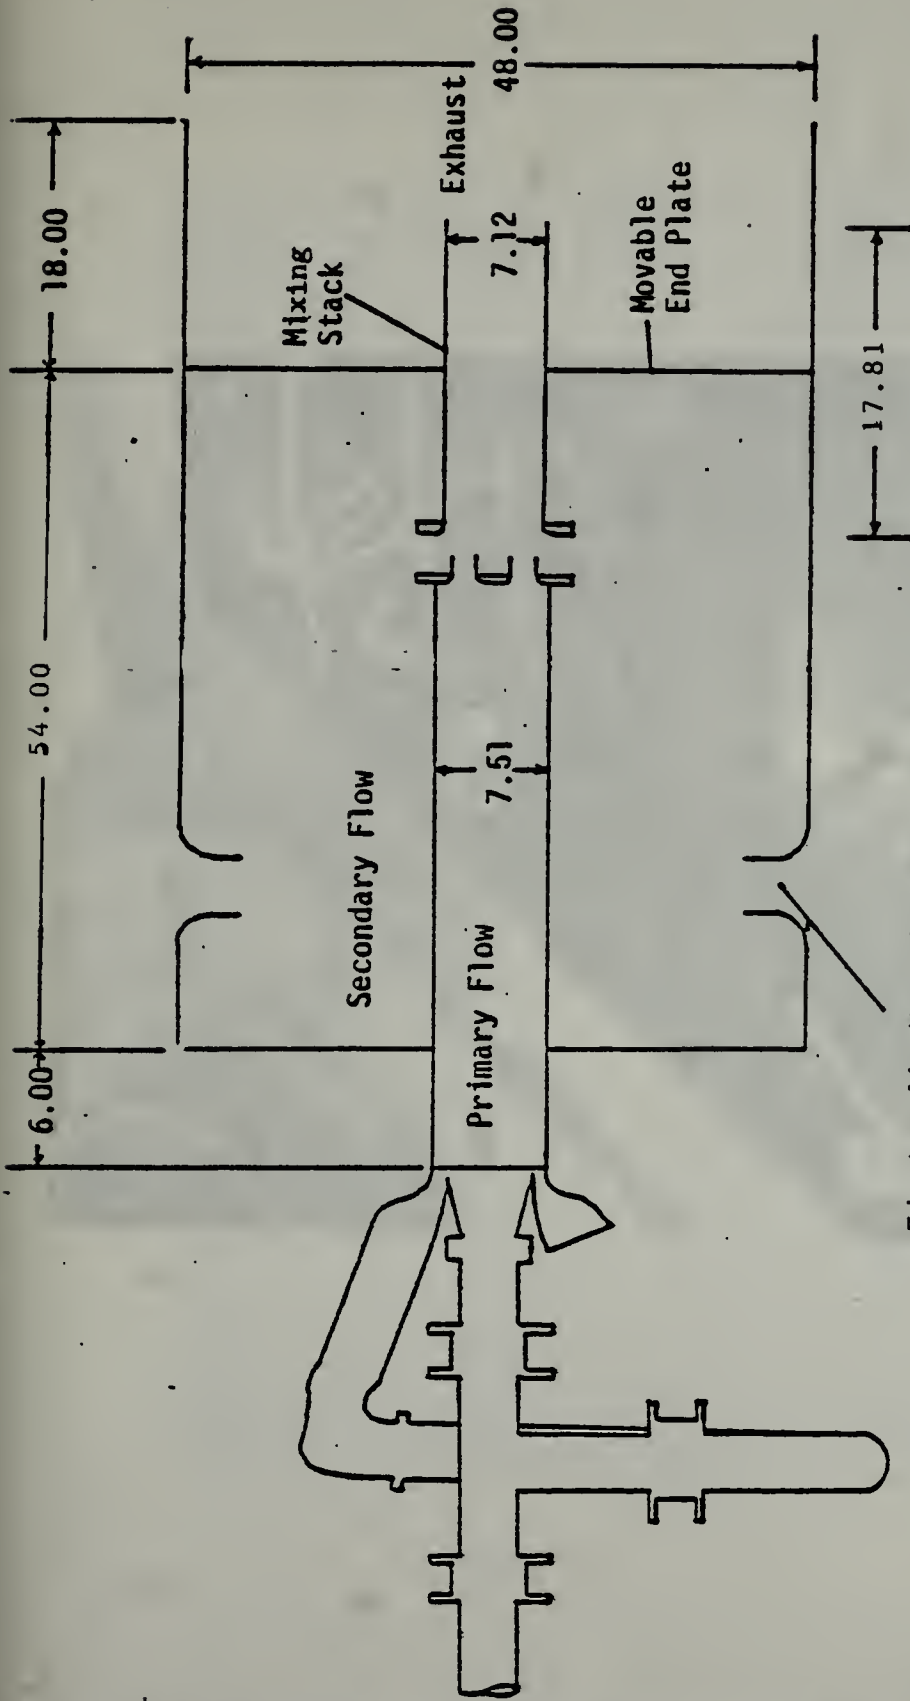 6.00
54.00
18.00
48.00
Secondary Flow
Primary Flow
7.51
Mixing
Stack
Exhaust
7.12
Movable
End Plate
17.81